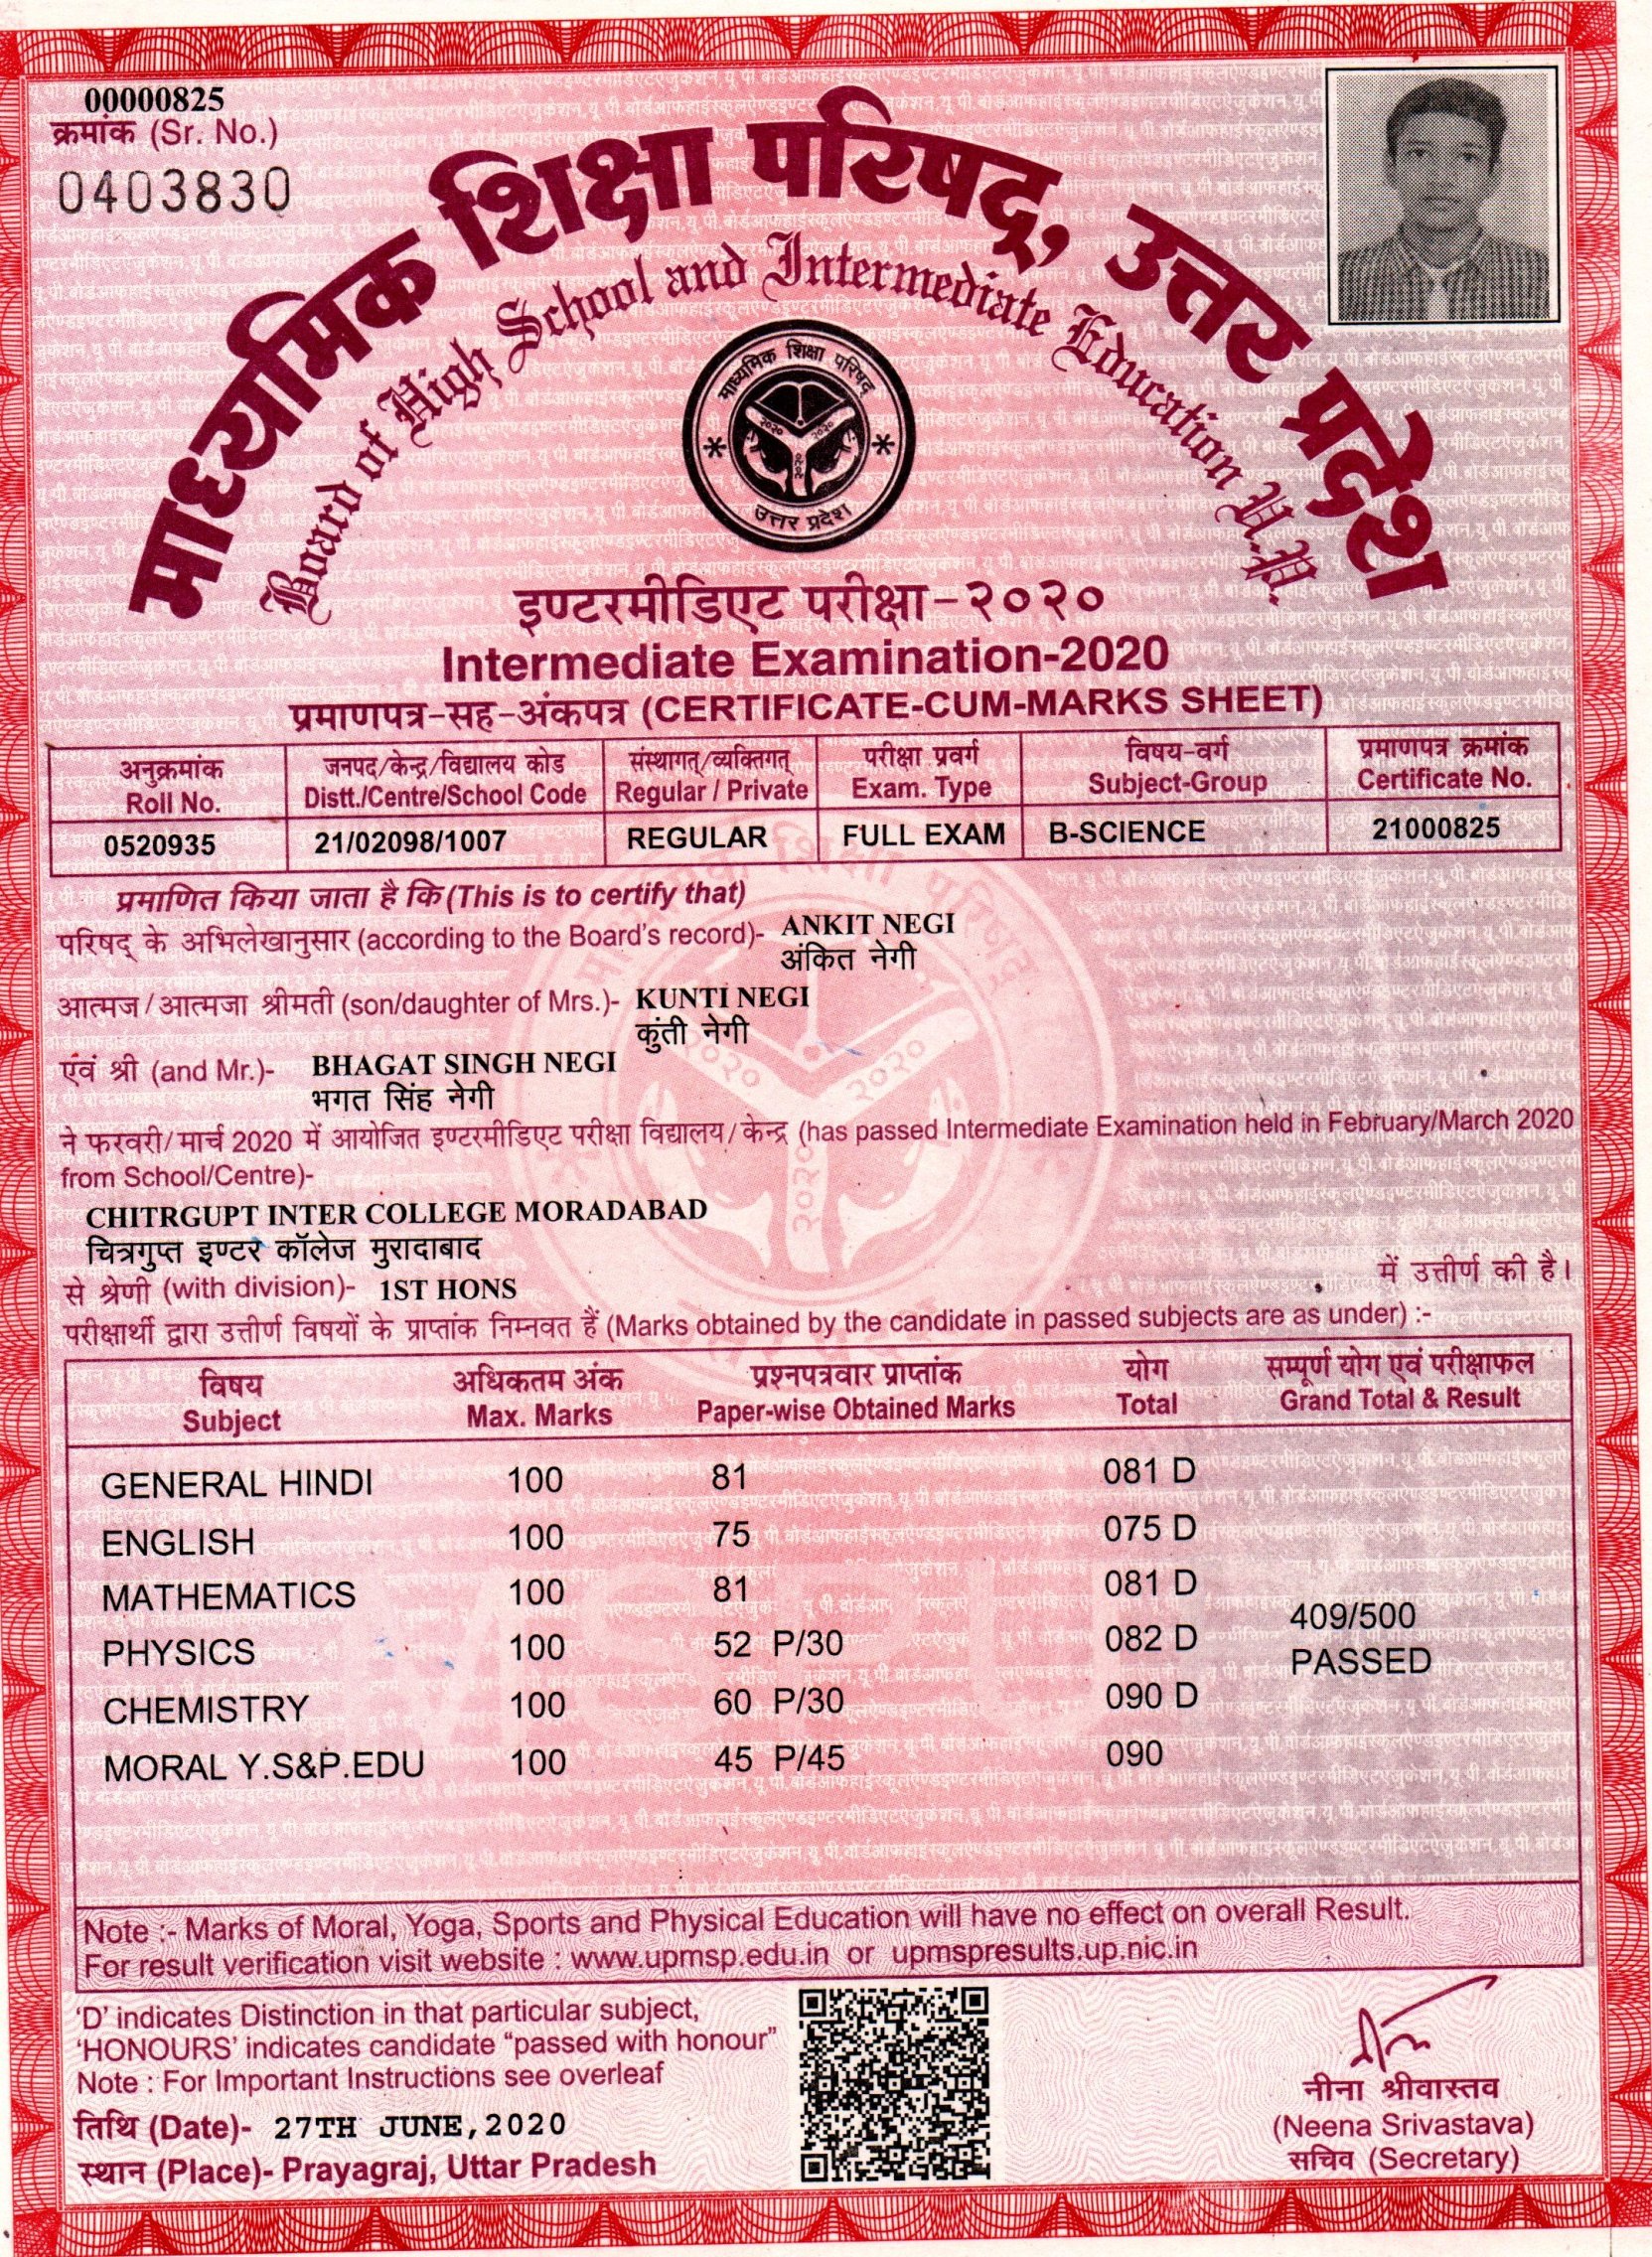 00000825
क्रमांक (Sr. No.)
0403830
माध्यमिक शिक्षा परिषद्, उत्तर प्रदेश
Board of High School and Intermediate Education U.P.
माध्यमिक शिक्षा परिषद्
२०२० २०२०
२०२०
उत्तर प्रदेश
इण्टरमीडिएट परीक्षा-२०२०
Intermediate Examination-2020
प्रमाणपत्र-सह-अंकपत्र (CERTIFICATE-CUM-MARKS SHEET)
अनुक्रमांक जनपद/केन्द्र/विद्यालय कोड संस्थागत्/व्यक्तिगत् परीक्षा प्रवर्ग विषय-वर्ग प्रमाणपत्र क्रमांक
Roll No. Distt./Centre/School Code Regular / Private Exam. Type Subject-Group Certificate No.
0520935 21/02098/1007 REGULAR FULL EXAM B-SCIENCE 21000825
प्रमाणित किया जाता है कि (This is to certify that)
परिषद् के अभिलेखानुसार (according to the Board's record)- ANKIT NEGI
अंकित नेगी
आत्मज/आत्मजा श्रीमती (son/daughter of Mrs.)- KUNTI NEGI
कुंती नेगी
एवं श्री (and Mr.)- BHAGAT SINGH NEGI
भगत सिंह नेगी
ने फरवरी/मार्च 2020 में आयोजित इण्टरमीडिएट परीक्षा विद्यालय/केन्द्र (has passed Intermediate Examination held in February/March 2020
from School/Centre)-
CHITRGUPT INTER COLLEGE MORADABAD
चित्रगुप्त इण्टर कॉलेज मुरादाबाद
से श्रेणी (with division)- 1ST HONS में उत्तीर्ण की है।
परीक्षार्थी द्वारा उत्तीर्ण विषयों के प्राप्तांक निम्नवत हैं (Marks obtained by the candidate in passed subjects are as under) :-
विषय अधिकतम अंक प्रश्नपत्रवार प्राप्तांक योग सम्पूर्ण योग एवं परीक्षाफल
Subject Max. Marks Paper-wise Obtained Marks Total Grand Total & Result
GENERAL HINDI 100 81 081 D
ENGLISH 100 75 075 D
MATHEMATICS 100 81 081 D
409/500
PHYSICS 100 52 P/30 082 D
PASSED
CHEMISTRY 100 60 P/30 090 D
MORAL Y.S&P.EDU 100 45 P/45 090
Note :- Marks of Moral, Yoga, Sports and Physical Education will have no effect on overall Result.
For result verification visit website : www.upmsp.edu.in or upmspresults.up.nic.in
'D' indicates Distinction in that particular subject,
'HONOURS' indicates candidate "passed with honour"
Note : For Important Instructions see overleaf
तिथि (Date)- 27TH JUNE,2020
स्थान (Place)- Prayagraj, Uttar Pradesh
नीना श्रीवास्तव
(Neena Srivastava)
सचिव (Secretary)